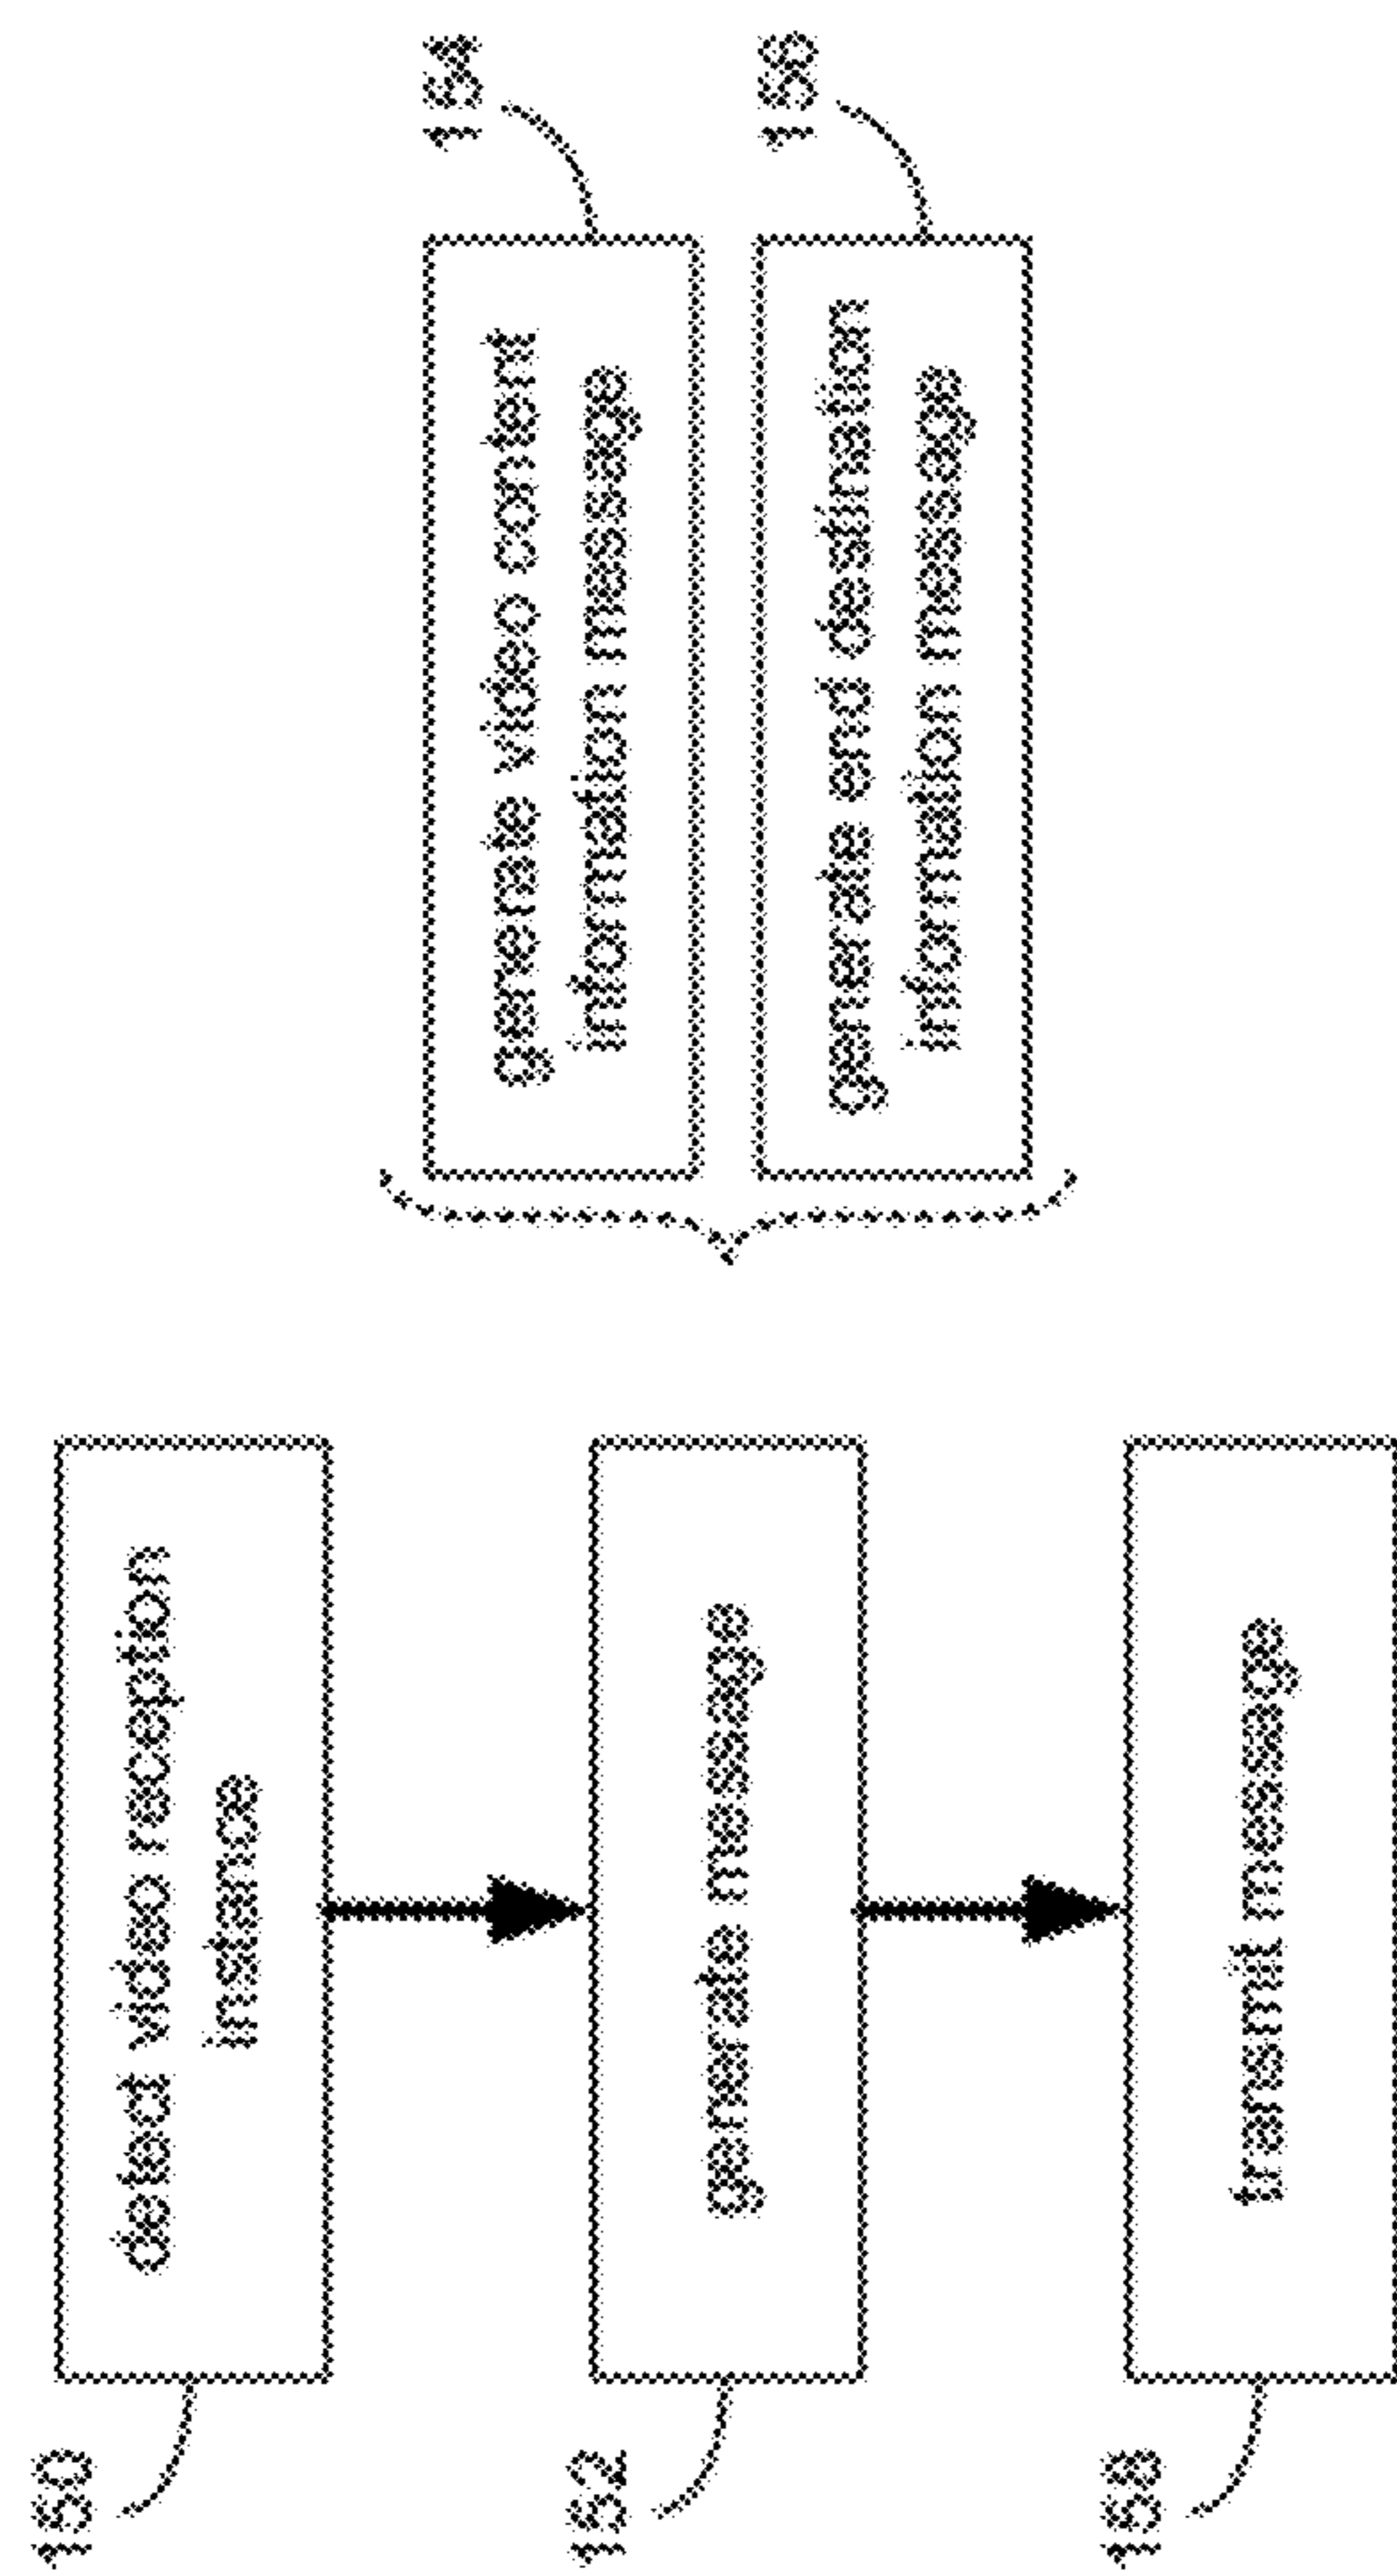 150
detect video reception
instance
152
generate message
154
generate video content
information message
156
generate end destination
information message
158
transmit message